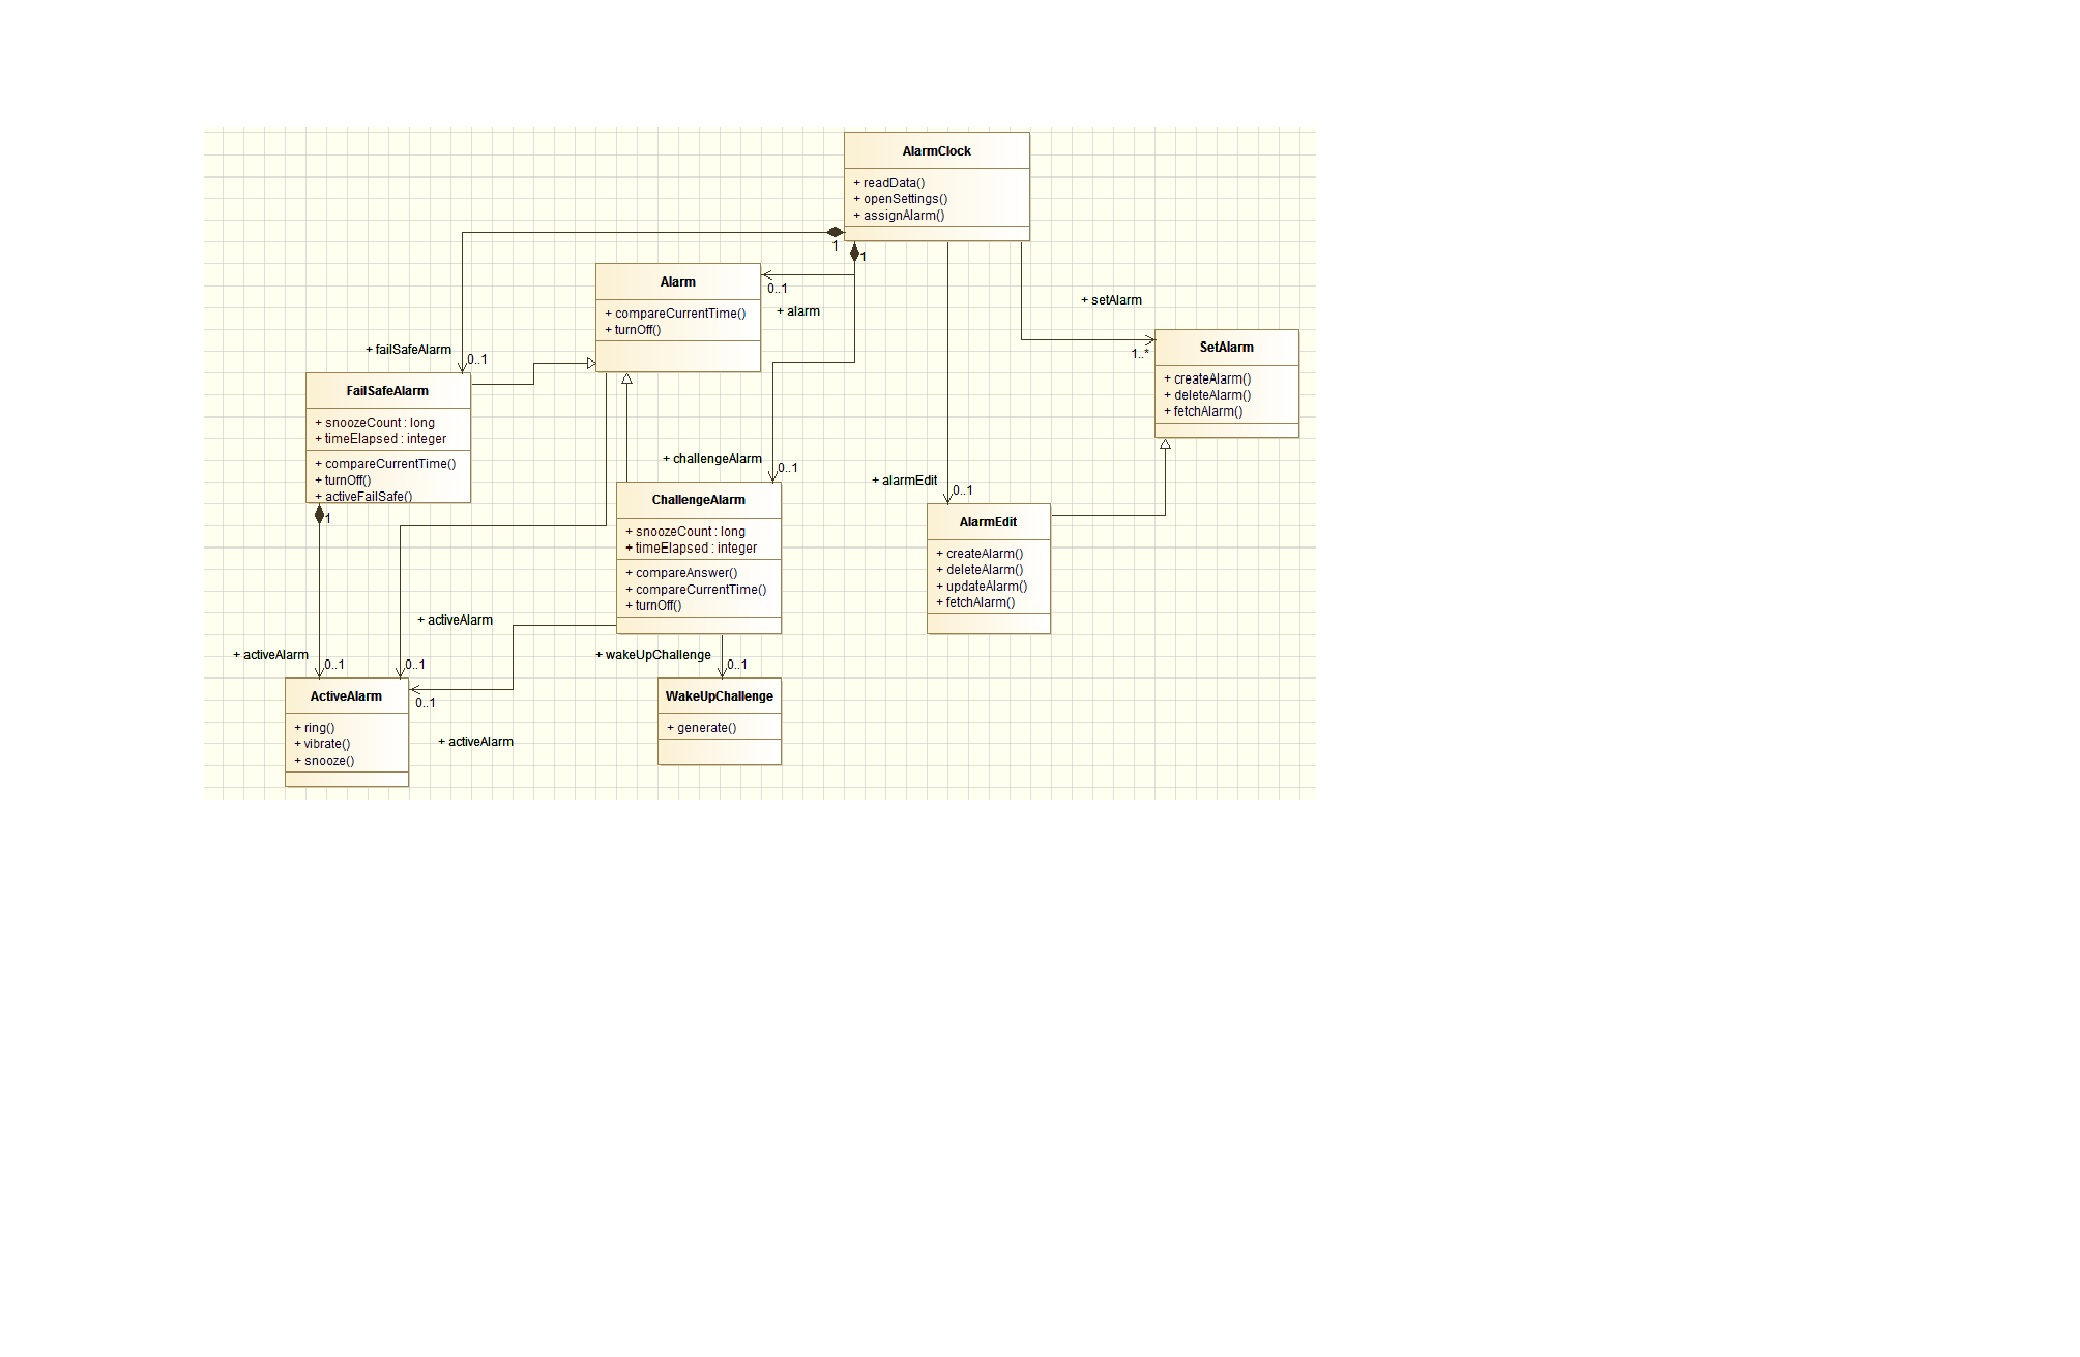 AlarmClock
+ readData()
+ openSettings()
+ assignAlarm()
1
1
Alarm
+ compareCurrentTime()
+ turnOff()
0..1
+ alarm
+ setAlarm
1..*
SetAlarm
+ createAlarm()
+ deleteAlarm()
+ fetchAlarm()
+ failSafeAlarm
0..1
FailSafeAlarm
+ snoozeCount : long
+ timeElapsed : integer
+ compareCurrentTime()
+ turnOff()
+ activeFailSafe()
1
+ challengeAlarm
0..1
ChallengeAlarm
+ snoozeCount : long
+ timeElapsed : integer
+ compareAnswer()
+ compareCurrentTime()
+ turnOff()
+ alarmEdit
0..1
AlarmEdit
+ createAlarm()
+ deleteAlarm()
+ updateAlarm()
+ fetchAlarm()
+ activeAlarm
+ activeAlarm
0..1
0..1
+ wakeUpChallenge
0..1
ActiveAlarm
+ ring()
+ vibrate()
+ snooze()
0..1
+ activeAlarm
WakeUpChallenge
+ generate()